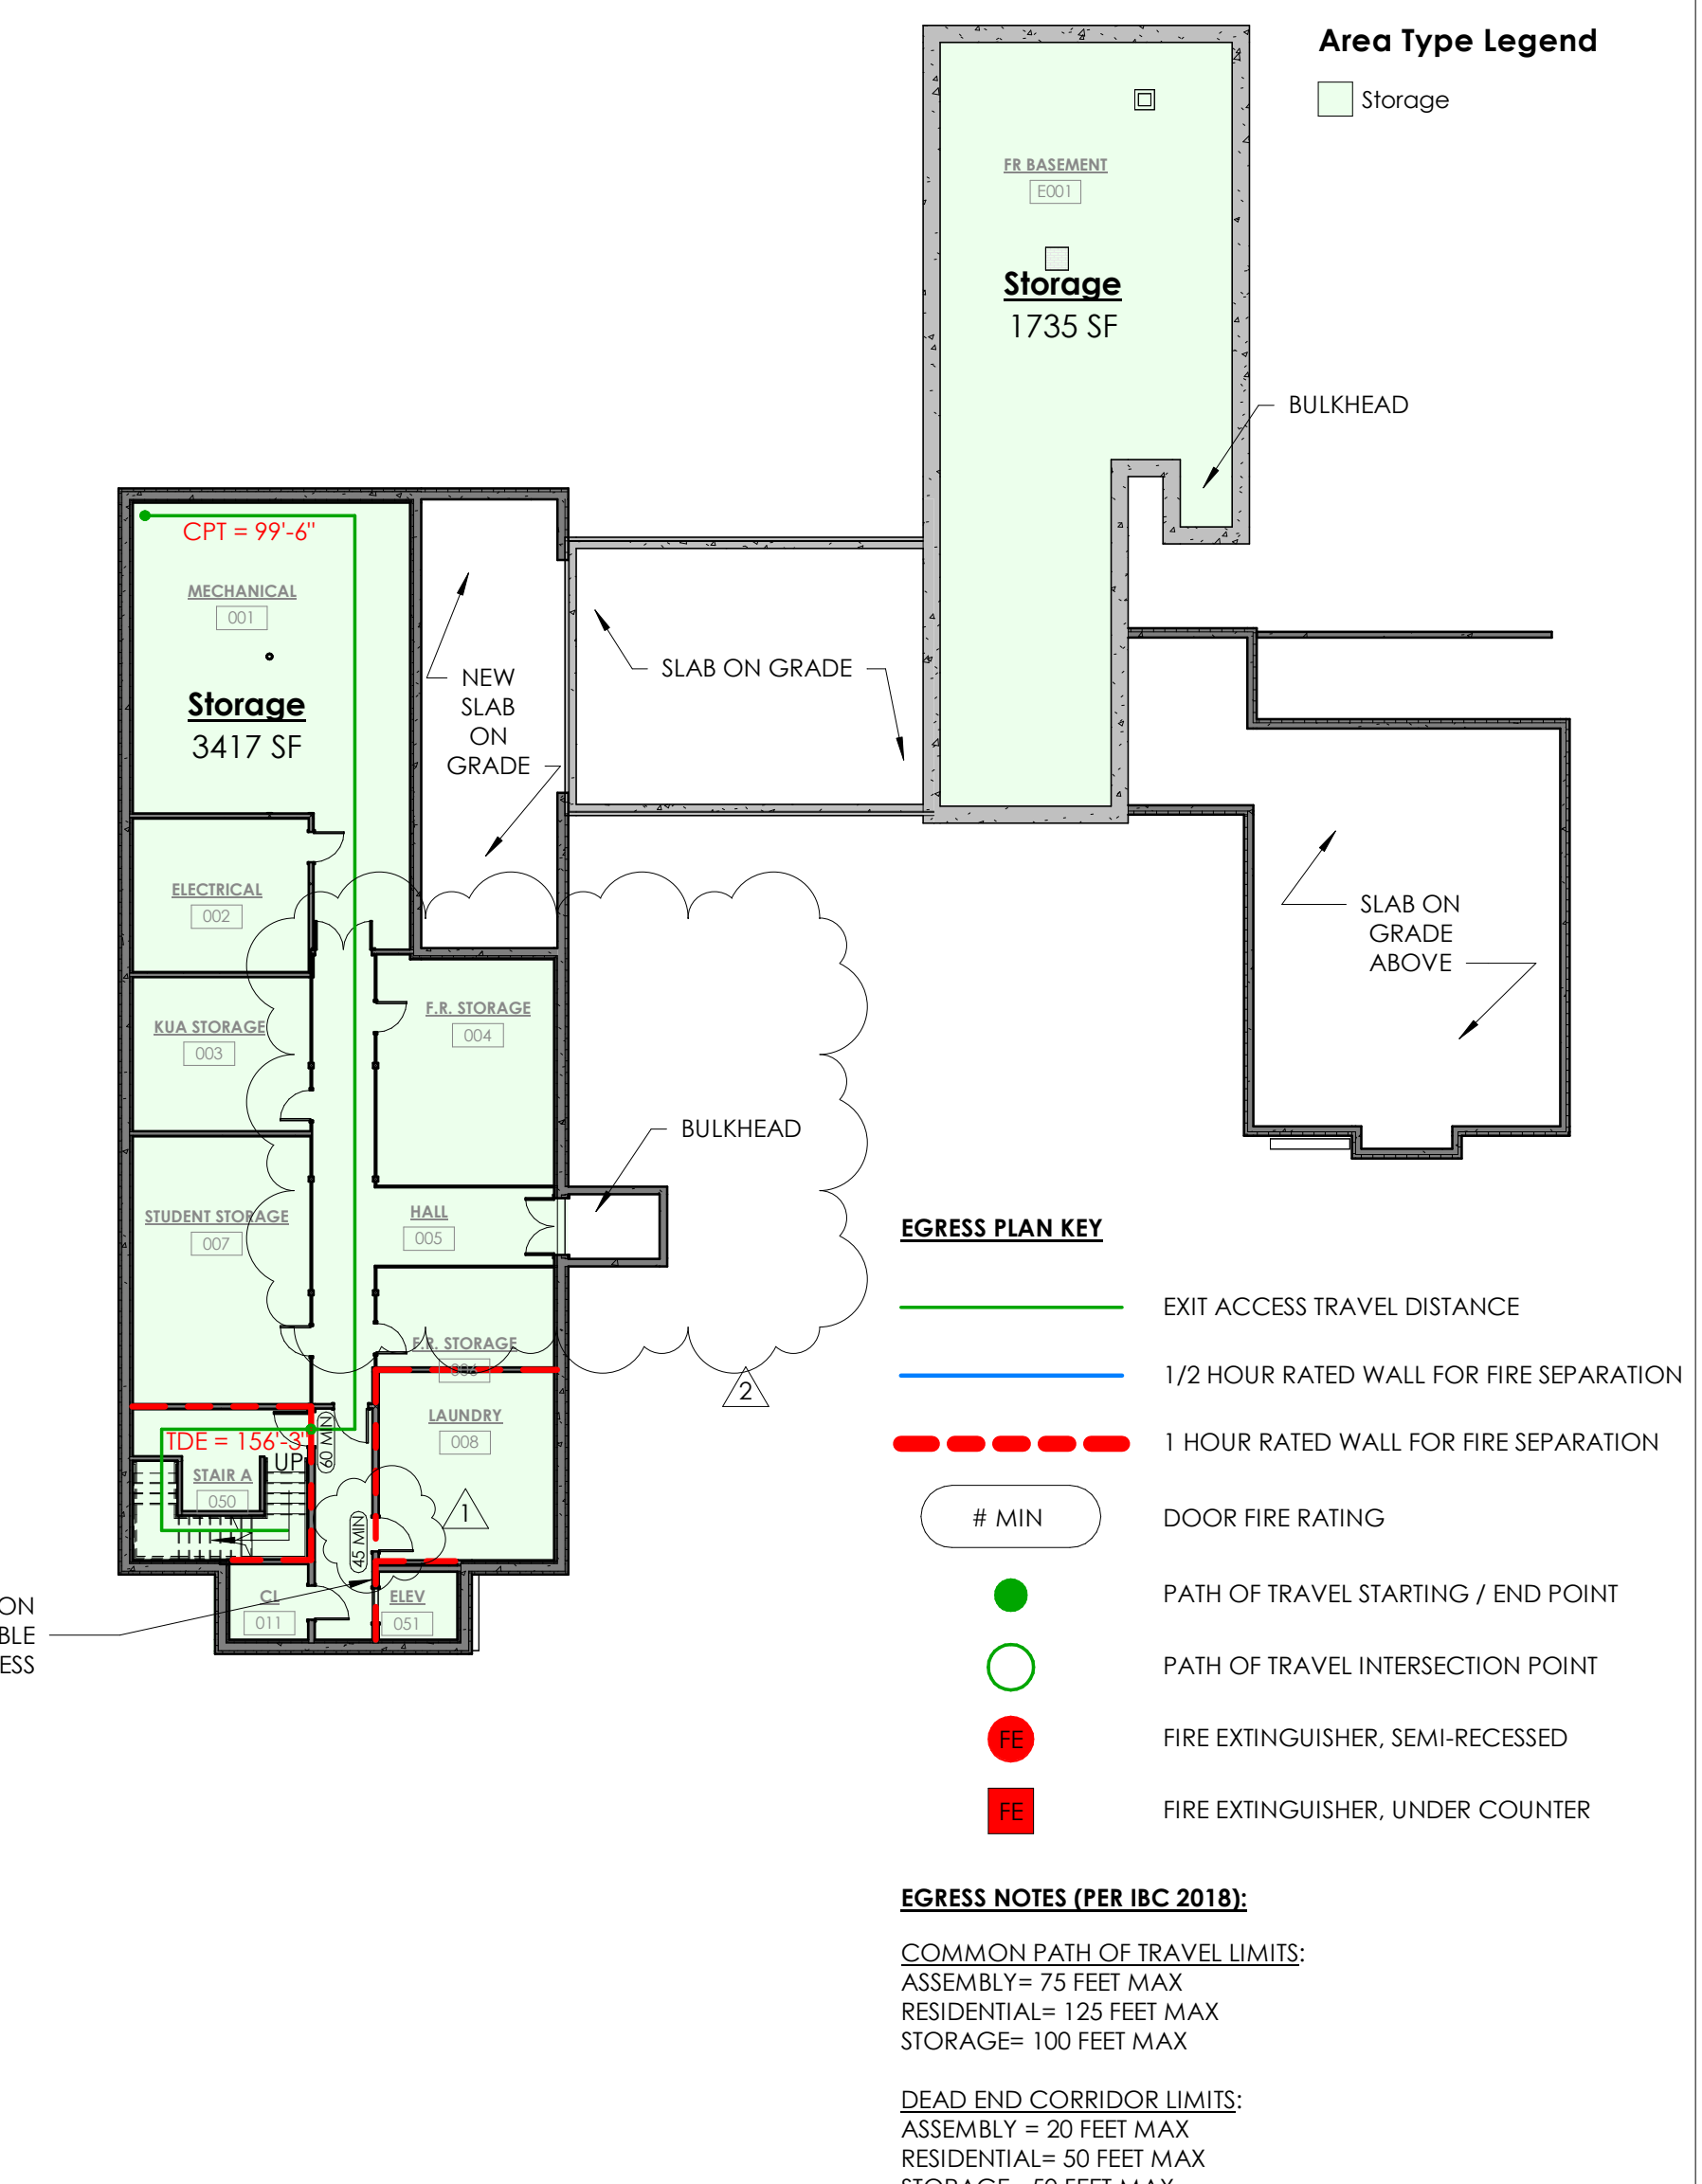 Area Type Legend
Storage
FR BASEMENT
E001
Storage
1735 SF
BULKHEAD
CPT = 99'-6"
MECHANICAL
001
Storage
3417 SF
NEW
SLAB
ON
GRADE
SLAB ON GRADE
ELECTRICAL
002
SLAB ON
GRADE
ABOVE
KUA STORAGE
003
F.R. STORAGE
004
BULKHEAD
STUDENT STORAGE
007
HALL
005
F.R. STORAGE
006
2
LAUNDRY
008
60 MIN
TDE = 156'-3"
UP
STAIR A
050
1
45 MIN
CL
011
ELEV
051
ON
BLE
ESS
EGRESS PLAN KEY
EXIT ACCESS TRAVEL DISTANCE
1/2 HOUR RATED WALL FOR FIRE SEPARATION
1 HOUR RATED WALL FOR FIRE SEPARATION
# MIN DOOR FIRE RATING
PATH OF TRAVEL STARTING / END POINT
PATH OF TRAVEL INTERSECTION POINT
FE FIRE EXTINGUISHER, SEMI-RECESSED
FE FIRE EXTINGUISHER, UNDER COUNTER
EGRESS NOTES (PER IBC 2018):
COMMON PATH OF TRAVEL LIMITS:
ASSEMBLY= 75 FEET MAX
RESIDENTIAL= 125 FEET MAX
STORAGE= 100 FEET MAX
DEAD END CORRIDOR LIMITS:
ASSEMBLY = 20 FEET MAX
RESIDENTIAL= 50 FEET MAX
STORAGE= 50 FEET MAX